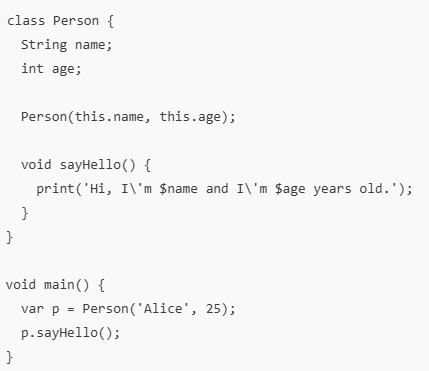 class Person {
  String name;
  int age;

  Person(this.name, this.age);

  void sayHello() {
    print('Hi, I\'m $name and I\'m $age years old.');
  }
}

void main() {
  var p = Person('Alice', 25);
  p.sayHello();
}